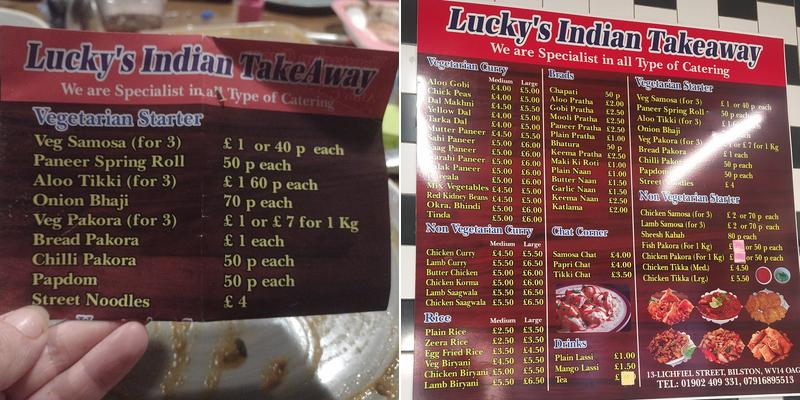 Lucky's Indian TakeAway
We are Specialist in all Type of Catering
Vegetarian Starter
Veg Samosa (for 3) £ 1 or 40 p each
Paneer Spring Roll 50 p each
Aloo Tikki (for 3) £ 1 60 p each
Onion Bhaji 70 p each
Veg Pakora (for 3) £ 1 or £ 7 for 1 Kg
Bread Pakora £ 1 each
Chilli Pakora 50 p each
Papdom 50 p each
Street Noodles £ 4
Lucky's Indian Takeaway
We are Specialist in all Type of Catering
Vegetarian Curry
Medium Large
Aloo Gobi £4.00 £5.00
Chick Peas £4.00 £5.00
Dal Makhni £4.50 £5.50
Yellow Dal £4.00 £5.00
Tarka Dal £4.00 £5.00
Mutter Paneer £4.50 £5.50
Sahi Paneer £5.00 £6.00
Saag Paneer £5.00 £6.00
Karahi Paneer £5.00 £6.00
Palak Paneer £5.00 £6.00
Karela £5.00 £6.00
Mix Vegetables £4.50 £5.50
Red Kidney Beans £4.00 £5.00
Okra, Bhindi £5.00 £6.00
Tinda £5.00 £6.00
Non Vegetarian Curry
Medium Large
Chicken Curry £4.50 £5.50
Lamb Curry £5.50 £6.50
Butter Chicken £5.00 £6.00
Chicken Korma £5.00 £6.00
Lamb Saagwala £5.50 £6.50
Chicken Saagwala £5.50 £6.50
Rice
Medium Large
Plain Rice £2.50 £3.50
Zeera Rice £2.50 £3.50
Egg Fried Rice £3.50 £4.50
Veg Biryani £4.50 £5.50
Chicken Biryani £5.00 £6.00
Lamb Biryani £5.50 £6.50
Brads
Chapati 50 p
Aloo Pratha £2.00
Gobi Pratha £2.50
Mooli Pratha £2.50
Paneer Pratha £2.50
Plain Pratha £1.00
Bhatura 50 p
Keema Pratha £2.50
Maki Ki Roti £1.00
Plain Naan £1.00
Butter Naan £1.50
Garlic Naan £1.50
Keema Naan £2.50
Katlama £2.00
Chat Corner
Samosa Chat £4.00
Papri Chat £4.00
Tikki Chat £3.50
Drinks
Plain Lassi £1.00
Mango Lassi £1.50
Tea £
Vegetarian Starter
Veg Samosa (for 3) £ 1 or 40 p each
Paneer Spring Roll 50 p each
Aloo Tikki (for 3)
Onion Bhaji
Veg Pakora (for 3) £ 7 for 1 Kg
Bread Pakora £ 1 each
Chilli 50 p each
Papdom 50 p each
Street Noodles £ 4
Non Vegetarian Starter
Chicken Samosa (for 3) £ 2 or 70 p each
Lamb Samosa (for 3) £ 2 or 70 p each
Sheesh Kabab 80 p each
Fish Pakora (For 1 Kg) £ or 50 p each
Chicken Pakora (For 1 Kg) £ or 50 p each
Chicken Tikka (Med.) £ 4.50
Chicken Tikka (Lrg.) £ 5.50
13-LICHFIEL STREET, BILSTON, WV14 OAG
TEL: 01902 409 331, 07916895513